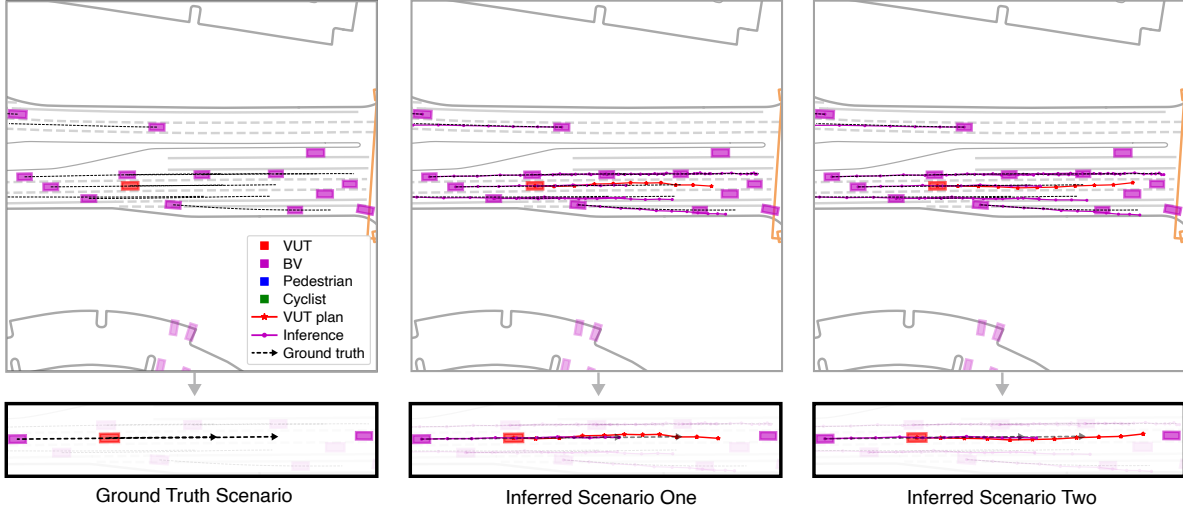 VUT
BV
Pedestrian
Cyclist
VUT plan
Inference
Ground truth
Ground Truth Scenario
Inferred Scenario One
Inferred Scenario Two